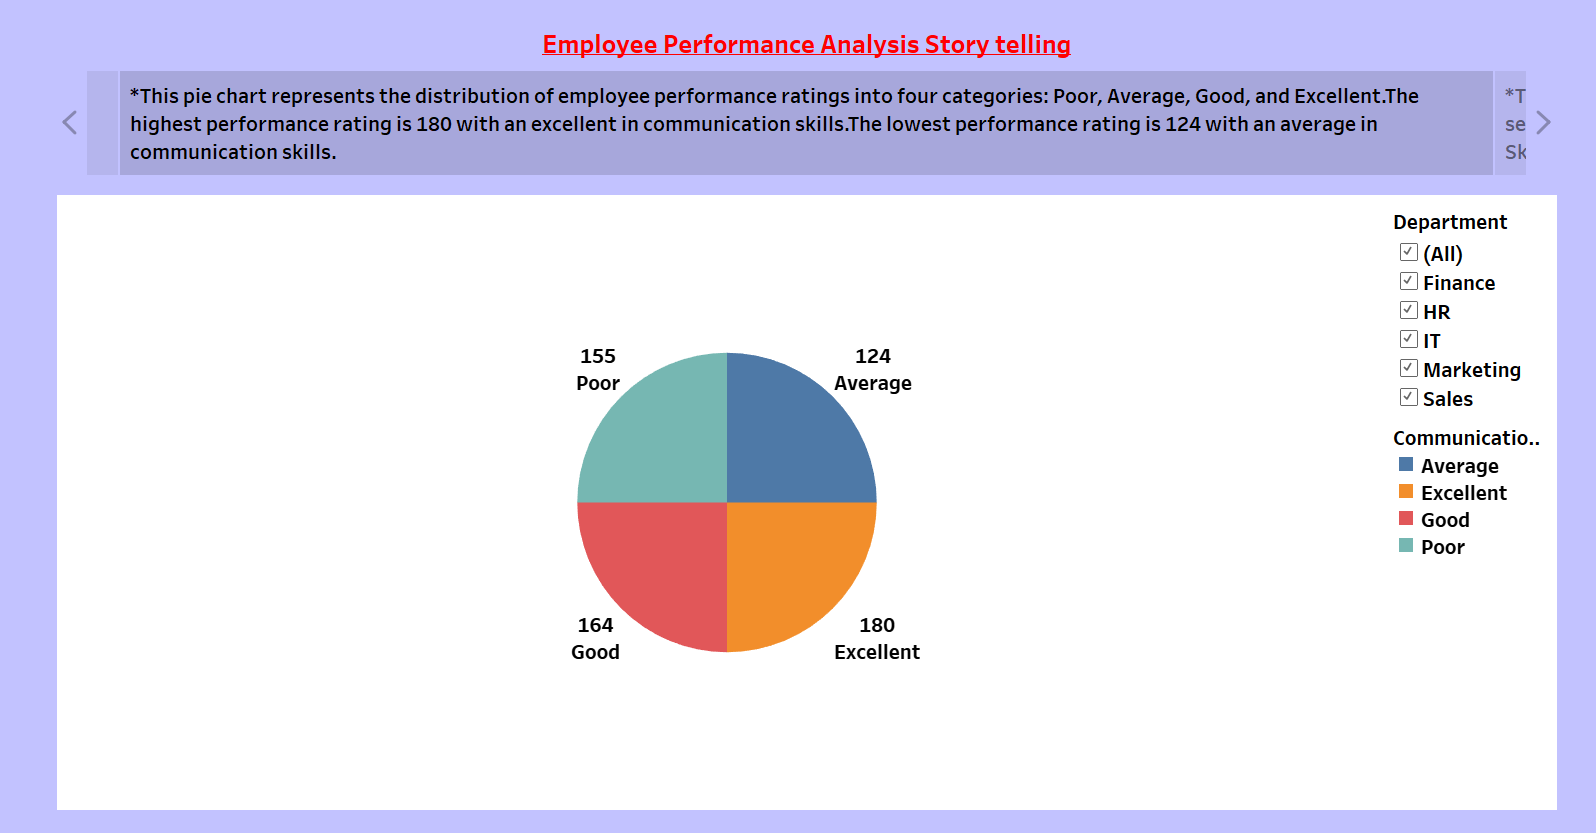 Employee Performance Analysis Story telling
*This pie chart represents the distribution of employee performance ratings into four categories: Poor, Average, Good, and Excellent.The
highest performance rating is 180 with an excellent in communication skills.The lowest performance rating is 124 with an average in
communication skills.
*T
se
Sk
Department
(All)
Finance
HR
IT
Marketing
Sales
Communicatio..
Average
Excellent
Good
Poor
155
Poor
124
Average
164
Good
180
Excellent